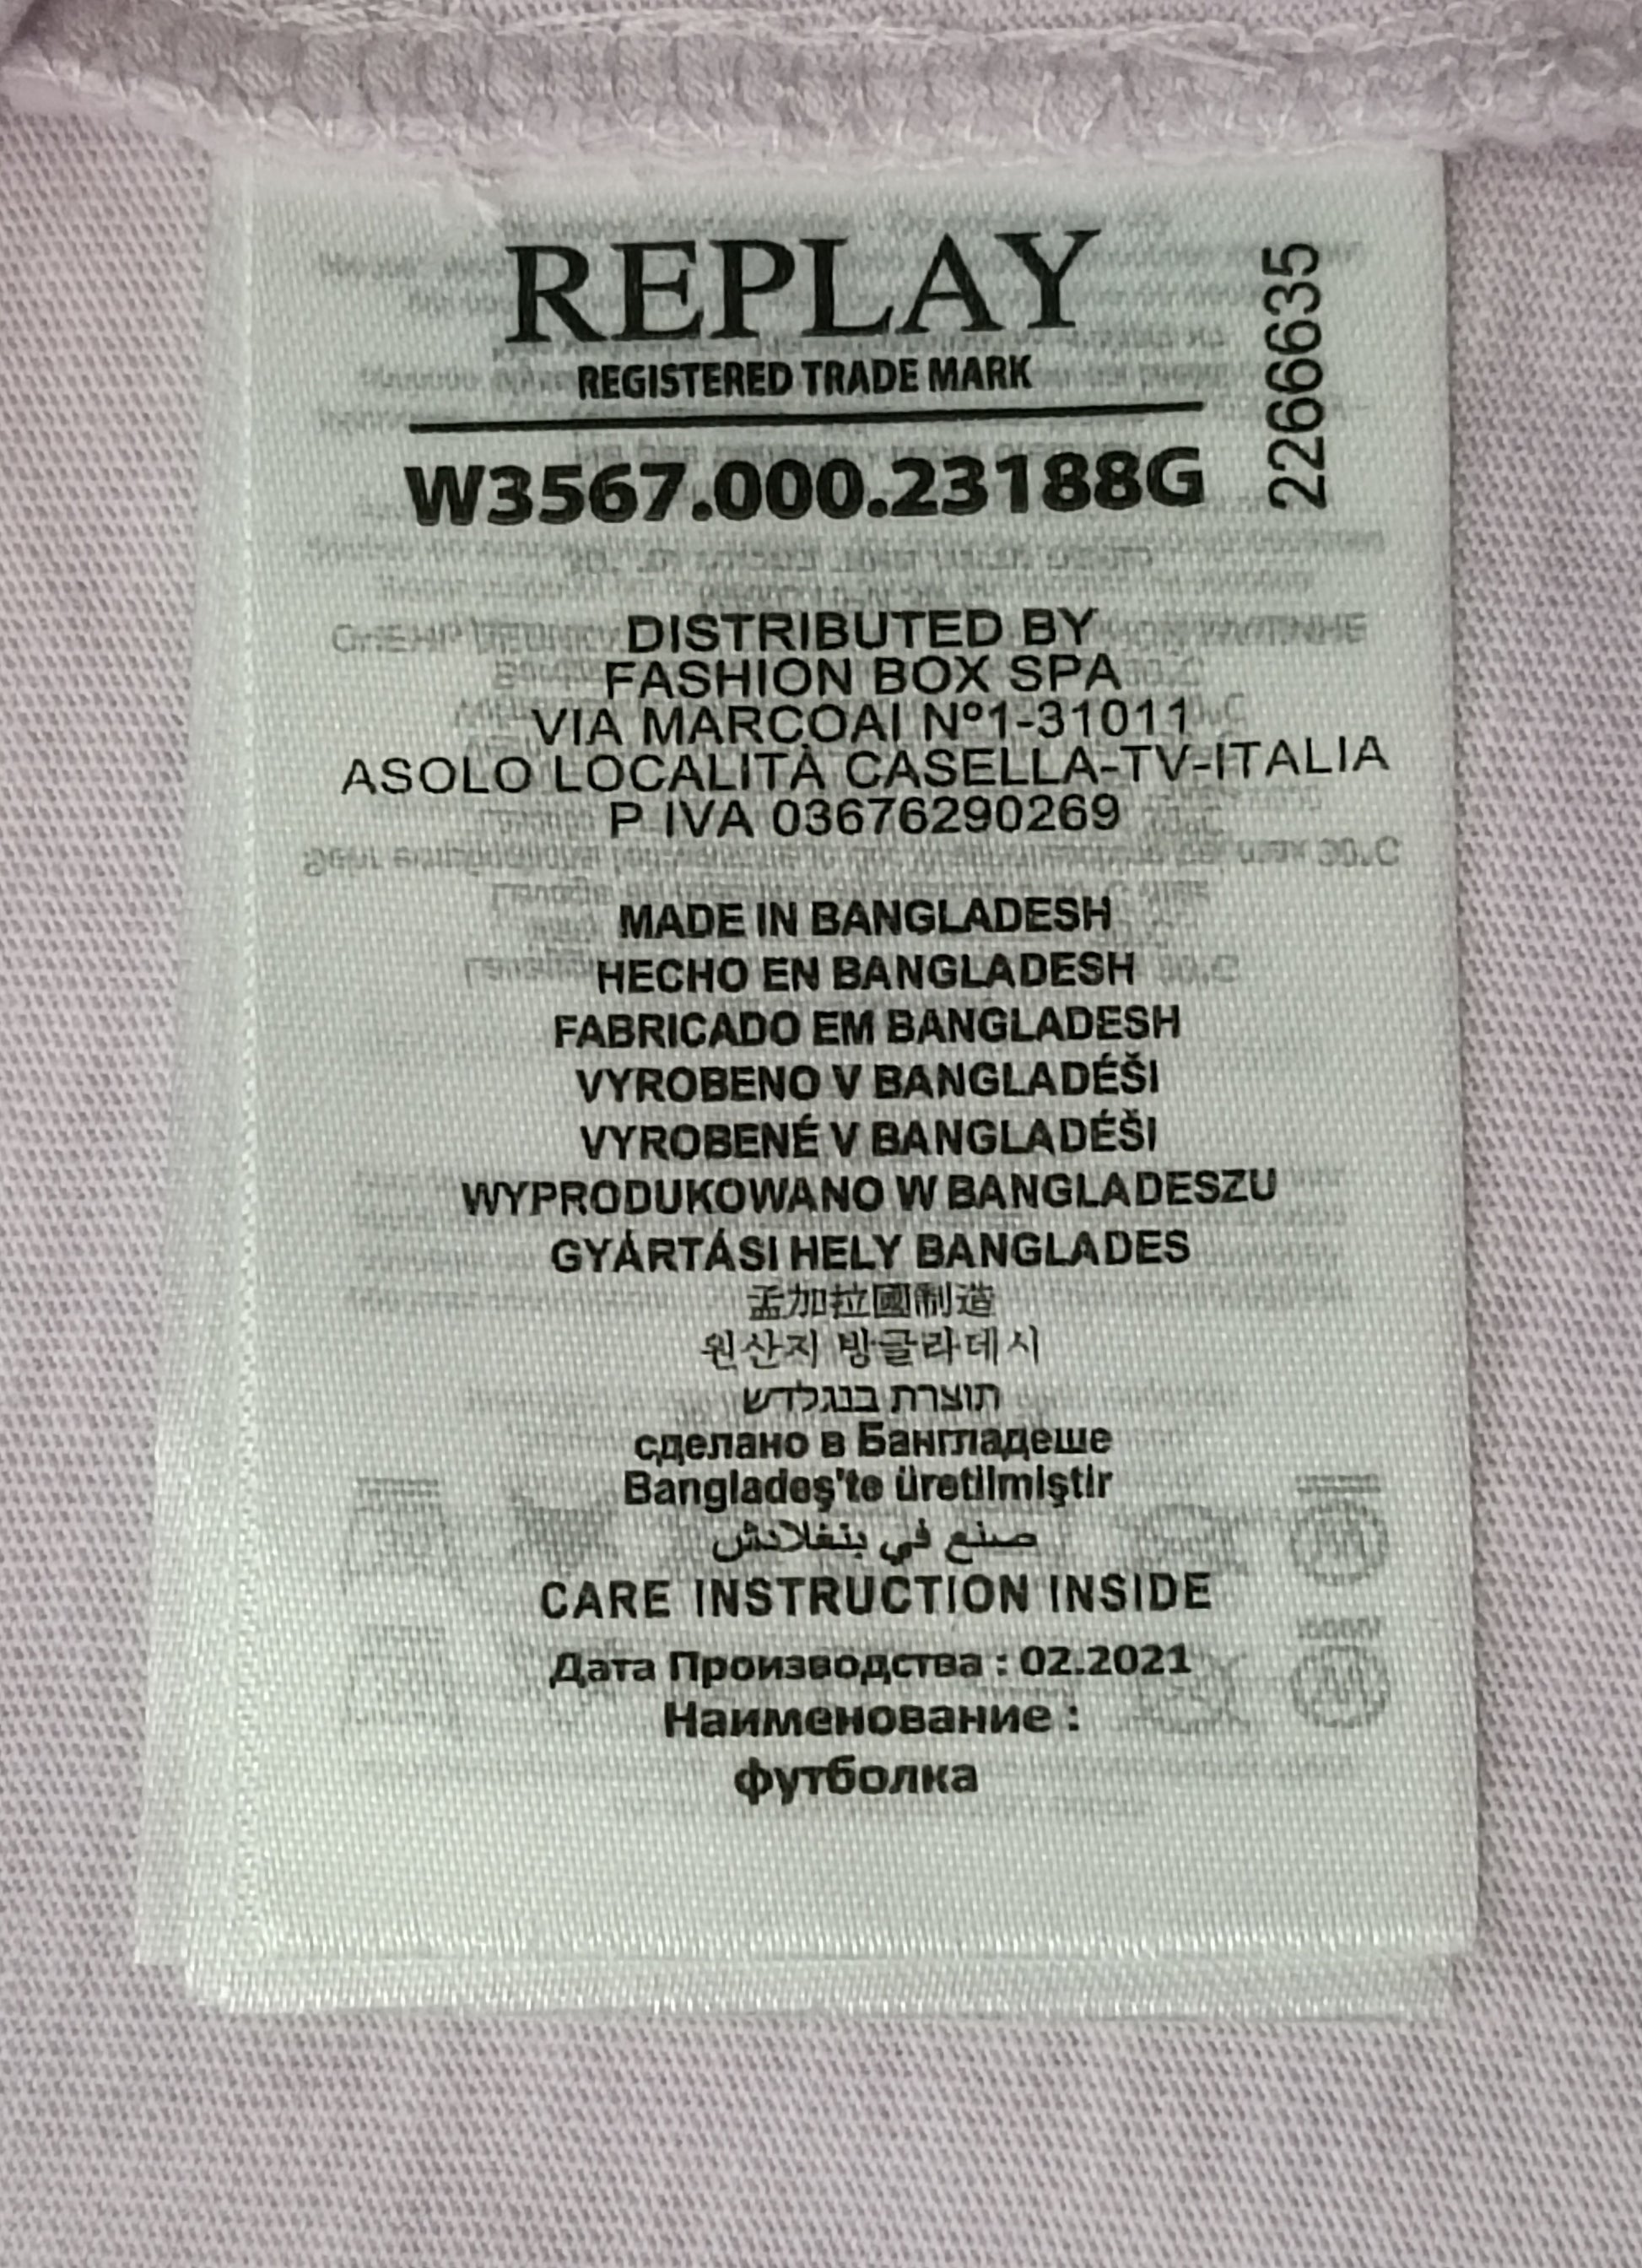 REPLAY
REGISTERED TRADE MARK
2266635
W3567.000.23188G
DISTRIBUTED BY
FASHION BOX SPA
VIA MARCOAI Nº1-31011
ASOLO LOCALITÀ CASELLA-TV-ITALIA
P IVA 03676290269
MADE IN BANGLADESH
HECHO EN BANGLADESH
FABRICADO EM BANGLADESH
VYROBENO V BANGLADÉŠI
VYROBENÉ V BANGLADÉŠI
WYPRODUKOWANO W BANGLADESZU
GYÁRTÁSI HELY BANGLADES
孟加拉國制造
원산지 방글라데시
תוצרת בנגלדש
сделано в Бангладеше
Bangladeş'te üretilmiştir
صنع في بنغلادش
CARE INSTRUCTION INSIDE
Дата Производства : 02.2021
Наименование :
футболка